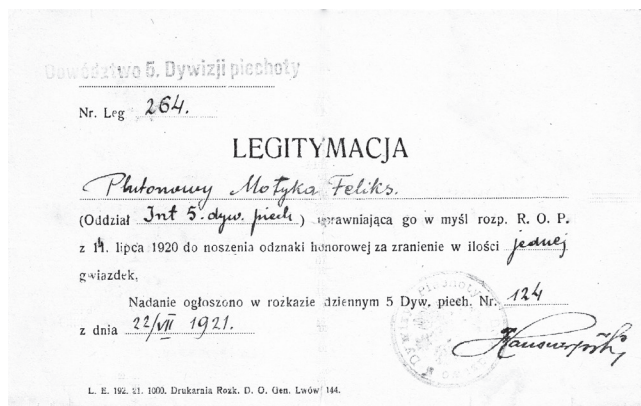 Dowództwo 5. Dywizji piechoty
Nr. Leg 264.
LEGITYMACJA
Plutonowy Motyka Feliks.
(Oddział Int 5. dyw. piech) uprawniająca go w myśl rozp. R. O. P.
z 14. lipca 1920 do noszenia odznaki honorowej za zranienie w ilości jednej
gwiazdek.
Nadanie ogłoszono w rozkazie dziennym 5 Dyw. piech. Nr. 124
z dnia 22/VII 1921.
L. E. 192. 21. 1000. Drukarnia Rozk. D. O. Gen. Lwów 144.